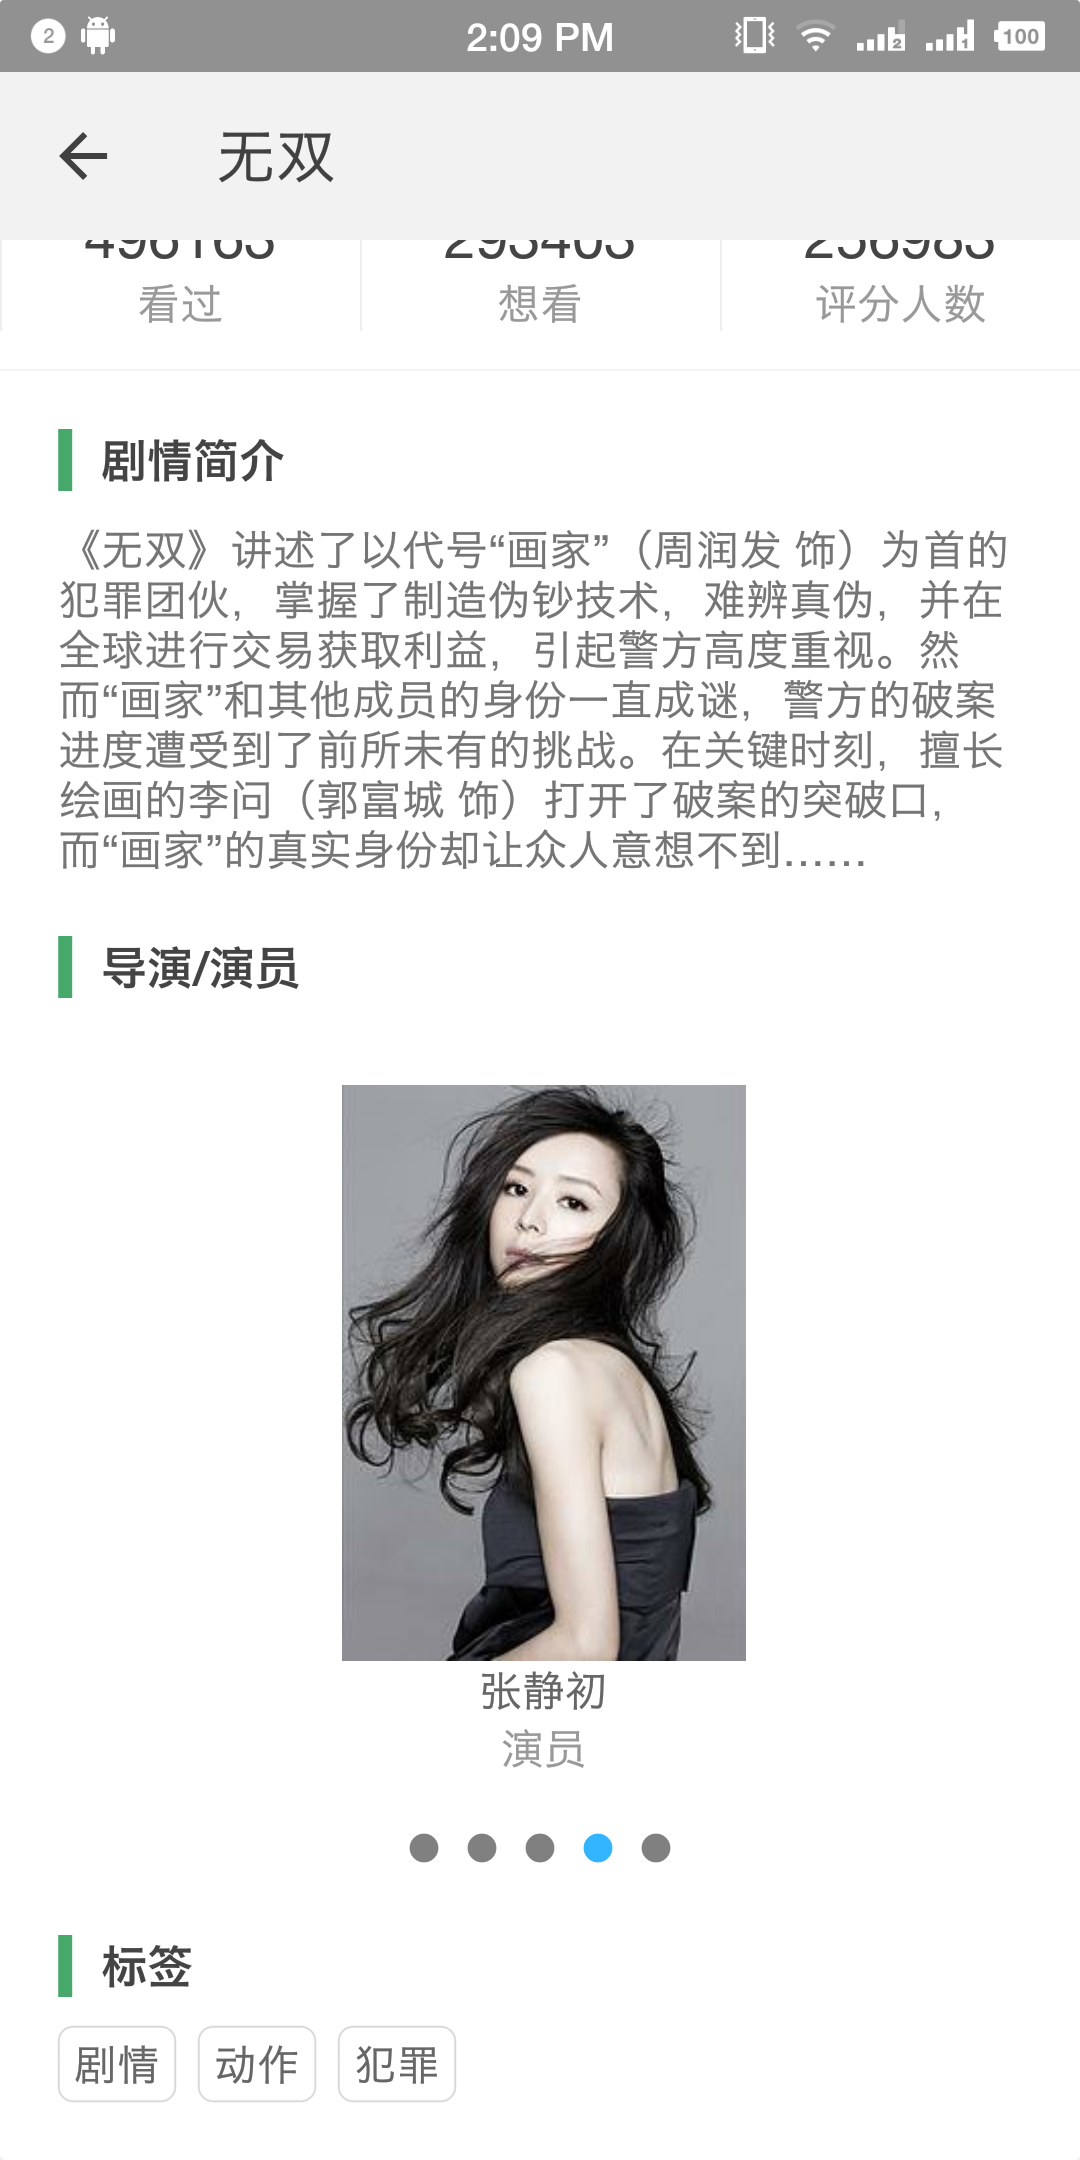 2
2:09 PM
2
1
100
无双
看过
想看
评分人数
剧情简介
《无双》讲述了以代号“画家”（周润发 饰）为首的
犯罪团伙，掌握了制造伪钞技术，难辨真伪，并在
全球进行交易获取利益，引起警方高度重视。然
而“画家”和其他成员的身份一直成谜，警方的破案
进度遭受到了前所未有的挑战。在关键时刻，擅长
绘画的李问（郭富城 饰）打开了破案的突破口，
而“画家”的真实身份却让众人意想不到……
导演/演员
张静初
演员
标签
剧情
动作
犯罪